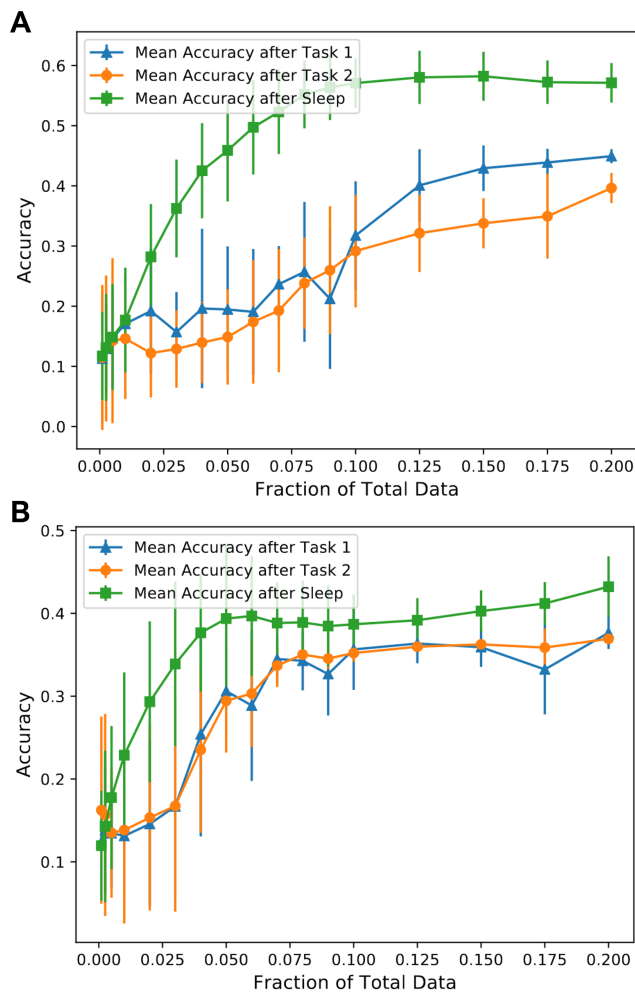 A
Mean Accuracy after Task 1
Mean Accuracy after Task 2
Mean Accuracy after Sleep
0.6
0.5
0.4
0.3
0.2
0.1
0.0
Accuracy
0.000 0.025 0.050 0.075 0.100 0.125 0.150 0.175 0.200
Fraction of Total Data
B
Mean Accuracy after Task 1
Mean Accuracy after Task 2
Mean Accuracy after Sleep
0.5
0.4
0.3
0.2
0.1
Accuracy
0.000 0.025 0.050 0.075 0.100 0.125 0.150 0.175 0.200
Fraction of Total Data